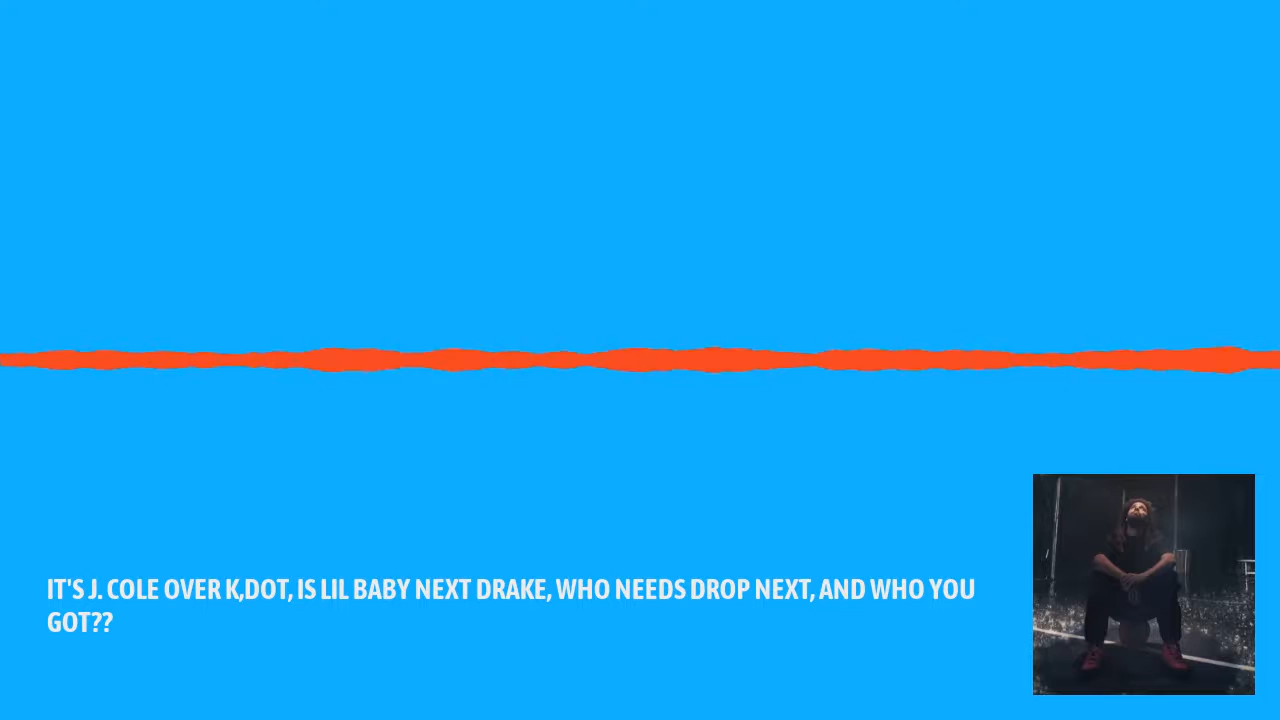 IT'S J. COLE OVER K,DOT, IS LIL BABY NEXT DRAKE, WHO NEEDS DROP NEXT, AND WHO YOU
GOT??